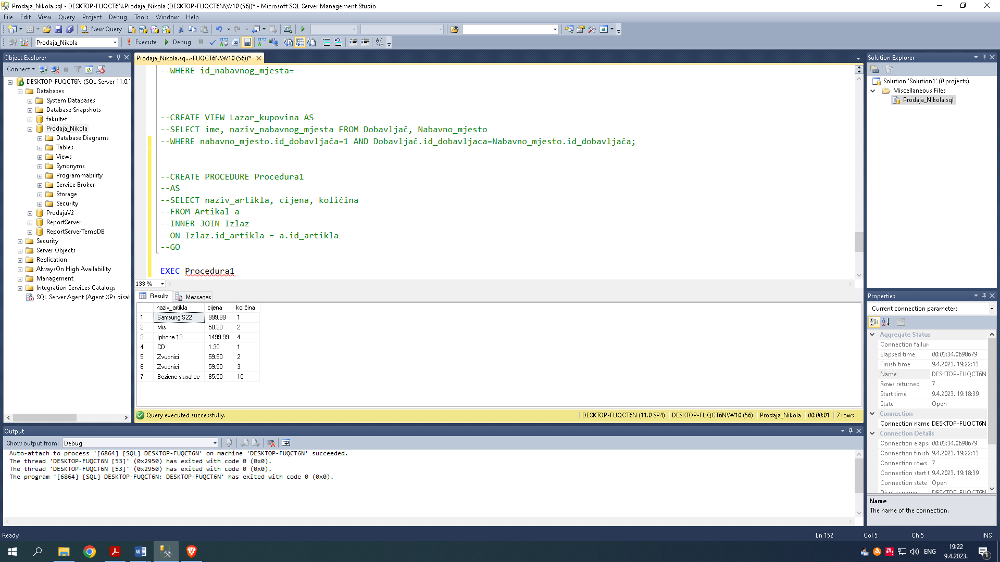 Prodaja_Nikola.sql - DESKTOP-FUQCT6N.Prodaja_Nikola (DESKTOP-FUQCT6N\W10 (56))* - Microsoft SQL Server Management Studio
File Edit View Query Project Debug Tools Window Help
New Query
Prodaja_Nikola Execute Debug
Object Explorer
Connect
DESKTOP-FUQCT6N (SQL Server 11.0.
Databases
System Databases
Database Snapshots
fakultet
Prodaja_Nikola
Database Diagrams
Tables
Views
Synonyms
Programmability
Service Broker
Storage
Security
ProdajaV2
ReportServer
ReportServerTempDB
Security
Server Objects
Replication
AlwaysOn High Availability
Management
Integration Services Catalogs
SQL Server Agent (Agent XPs disab
Prodaja_Nikola.sq...-FUQCT6N\W10 (56))*
--WHERE id_nabavnog_mjesta=
--CREATE VIEW Lazar_kupovina AS
--SELECT ime, naziv_nabavnog_mjesta FROM Dobavljač, Nabavno_mjesto
--WHERE nabavno_mjesto.id_dobavljača=1 AND Dobavljač.id_dobavljaca=Nabavno_mjesto.id_dobavljača;
--CREATE PROCEDURE Procedura1
--AS
--SELECT naziv_artikla, cijena, količina
--FROM Artikal a
--INNER JOIN Izlaz
--ON Izlaz.id_artikla = a.id_artikla
--GO
EXEC Procedura1
133 %
Results Messages
naziv_artikla cijena količina
1 Samsung S22 999.99 1
2 Mis 50.20 2
3 Iphone 13 1499.99 4
4 CD 1.30 1
5 Zvucnici 59.50 2
6 Zvucnici 59.50 3
7 Bezicne slusalice 85.50 10
Query executed successfully. DESKTOP-FUQCT6N (11.0 SP4) DESKTOP-FUQCT6N\W10 (56) Prodaja_Nikola 00:00:01 7 rows
Output
Show output from: Debug
Auto-attach to process '[6864] [SQL] DESKTOP-FUQCT6N' on machine 'DESKTOP-FUQCT6N' succeeded.
The thread 'DESKTOP-FUQCT6N [53]' (0x2950) has exited with code 0 (0x0).
The thread 'DESKTOP-FUQCT6N [53]' (0x2950) has exited with code 0 (0x0).
The program '[6864] [SQL] DESKTOP-FUQCT6N: DESKTOP-FUQCT6N' has exited with code 0 (0x0).
Solution Explorer
Solution 'Solution1' (0 projects)
Miscellaneous Files
Prodaja_Nikola.sql
Properties
Current connection parameters
Aggregate Status
Connection failur
Elapsed time 00:03:34.0698679
Finish time 9.4.2023. 19:22:13
Name DESKTOP-FUQCT6N
Rows returned 7
Start time 9.4.2023. 19:18:39
State Open
Connection
Connection name DESKTOP-FUQCT6N
Connection Details
Connection elaps 00:03:34.0698679
Connection finish 9.4.2023. 19:22:13
Connection rows 7
Connection start t 9.4.2023. 19:18:39
Connection state Open
Display name DESKTOP-FUQCT6N
Name
The name of the connection.
Ready Ln 152 Col 5 Ch 5 INS
ENG 19:22
9.4.2023. 1